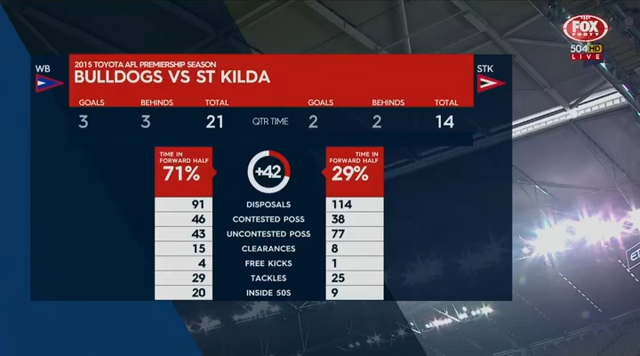 THE
FOX
FOOTY
504HD
LIVE
WB
2015 TOYOTA AFL PREMIERSHIP SEASON
STK
BULLDOGS VS ST KILDA
GOALS BEHINDS TOTAL GOALS BEHINDS TOTAL
3 3 21 QTR TIME 2 2 14
TIME IN FORWARD HALF 71%
+42
TIME IN FORWARD HALF 29%
91 DISPOSALS 114
46 CONTESTED POSS 38
43 UNCONTESTED POSS 77
15 CLEARANCES 8
4 FREE KICKS 1
29 TACKLES 25
20 INSIDE 50S 9